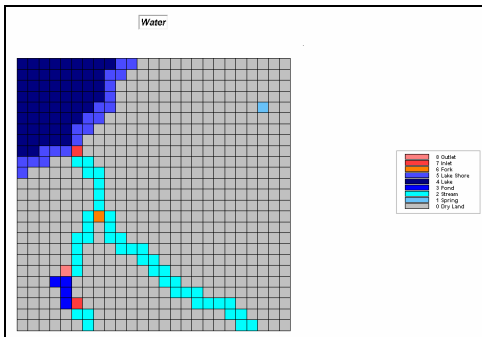 Water
8 Outlet
7 Inlet
6 Fork
5 Lake Shore
4 Lake
3 Pond
2 Stream
1 Spring
0 Dry Land